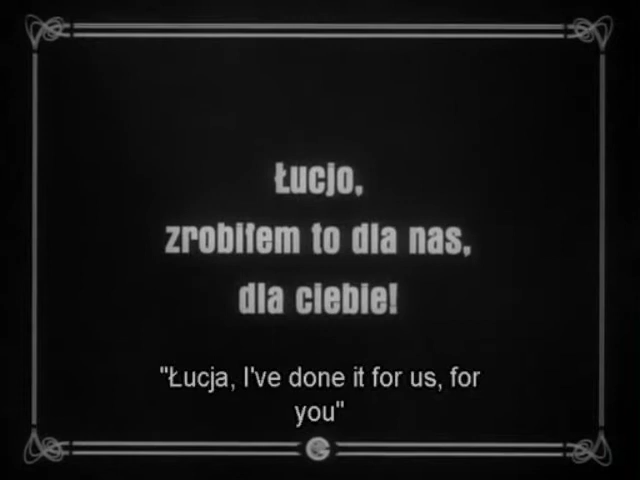 Łucjo,
zrobiłem to dla nas,
dla ciebie!
"Łucja, I've done it for us, for
you"